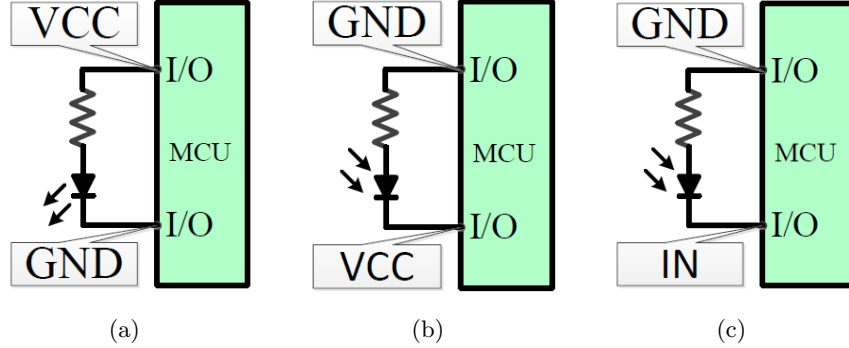 VCC
I/O
MCU
I/O
GND
(a)
GND
I/O
MCU
I/O
VCC
(b)
GND
I/O
MCU
I/O
IN
(c)